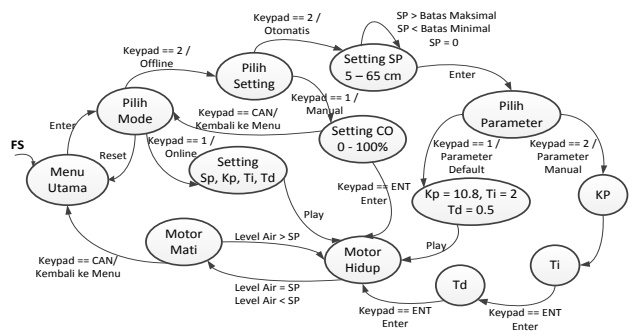 SP > Batas Maksimal
SP < Batas Minimal
SP = 0
Keypad == 2 /
Otomatis
Keypad == 2 /
Offline
Pilih
Setting
Setting SP
5 – 65 cm
Enter
Keypad == 1 /
Manual
Pilih
Mode
Keypad == CAN/
Kembali ke Menu
Setting CO
0 - 100%
Pilih
Parameter
Enter
FS
Reset
Keypad == 1 /
Online
Keypad == 1 /
Parameter
Default
Keypad == 2 /
Parameter
Manual
Menu
Utama
Setting
Sp, Kp, Ti, Td
Keypad == ENT
Enter
Kp = 10.8, Ti = 2
Td = 0.5
KP
Play
Motor
Mati
Level Air > SP
Motor
Hidup
Play
Ti
Keypad == CAN/
Kembali ke Menu
Level Air = SP
Level Air < SP
Td
Keypad == ENT
Enter
Keypad == ENT
Enter